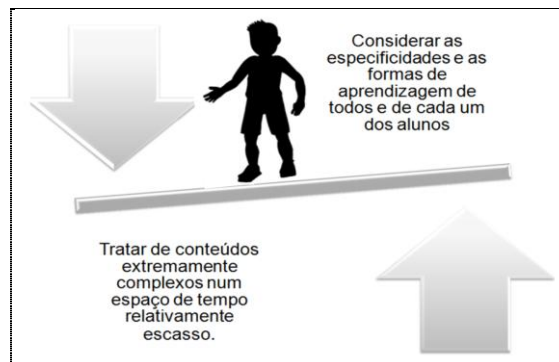 Considerar as
especificidades e as
formas de
aprendizagem de
todos e de cada um
dos alunos
Tratar de conteúdos
extremamente
complexos num
espaço de tempo
relativamente
escasso.